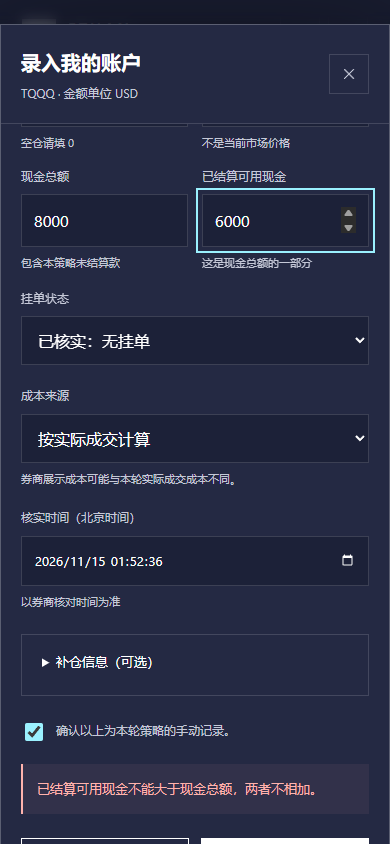 录入我的账户
TQQQ · 金额单位 USD
空仓请填 0
不是当前市场价格
现金总额
已结算可用现金
8000
6000
包含本策略未结算款
这是现金总额的一部分
挂单状态
已核实：无挂单
成本来源
按实际成交计算
券商展示成本可能与本轮实际成交成本不同。
核实时间（北京时间）
2026/11/15 01:52:36
以券商核对时间为准
补仓信息（可选）
确认以上为本轮策略的手动记录。
已结算可用现金不能大于现金总额，两者不相加。